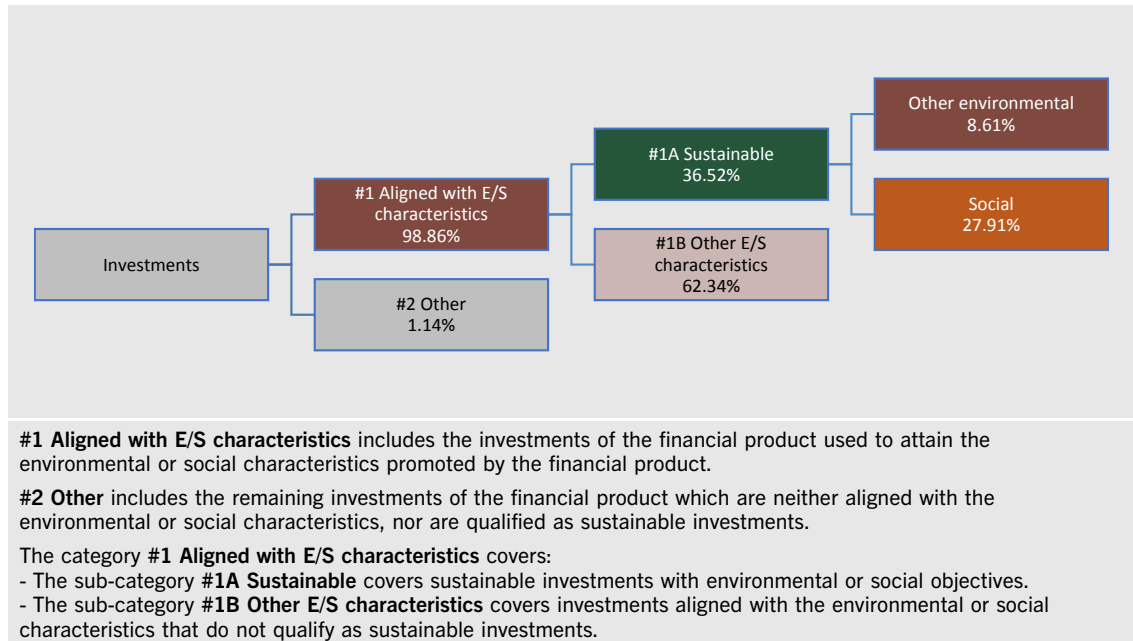 Other environmental
8.61%
#1A Sustainable
36.52%
#1 Aligned with E/S
characteristics
98.86%
Social
27.91%
#1B Other E/S
characteristics
62.34%
Investments
#2 Other
1.14%
#1 Aligned with E/S characteristics includes the investments of the financial product used to attain the
environmental or social characteristics promoted by the financial product.
#2 Other includes the remaining investments of the financial product which are neither aligned with the
environmental or social characteristics, nor are qualified as sustainable investments.
The category #1 Aligned with E/S characteristics covers:
- The sub-category #1A Sustainable covers sustainable investments with environmental or social objectives.
- The sub-category #1B Other E/S characteristics covers investments aligned with the environmental or social
characteristics that do not qualify as sustainable investments.